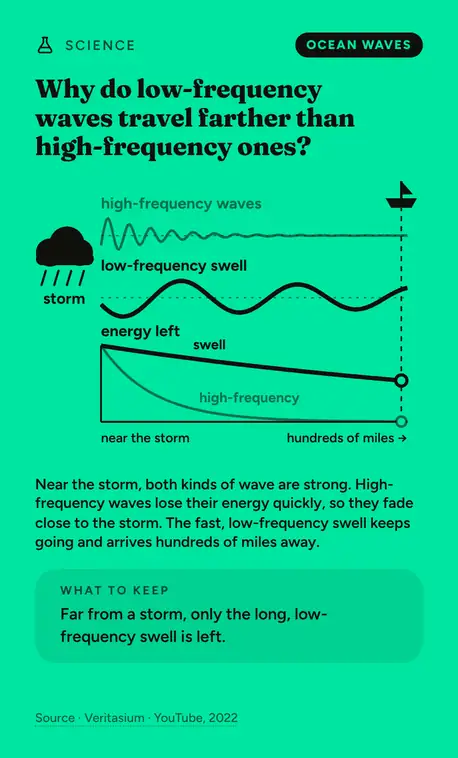 SCIENCE
OCEAN WAVES
Why do low-frequency
waves travel farther than
high-frequency ones?
high-frequency waves
low-frequency swell
storm
energy left
swell
high-frequency
near the storm
hundreds of miles →
Near the storm, both kinds of wave are strong. High-
frequency waves lose their energy quickly, so they fade
close to the storm. The fast, low-frequency swell keeps
going and arrives hundreds of miles away.
WHAT TO KEEP
Far from a storm, only the long, low-
frequency swell is left.
Source · Veritasium · YouTube, 2022